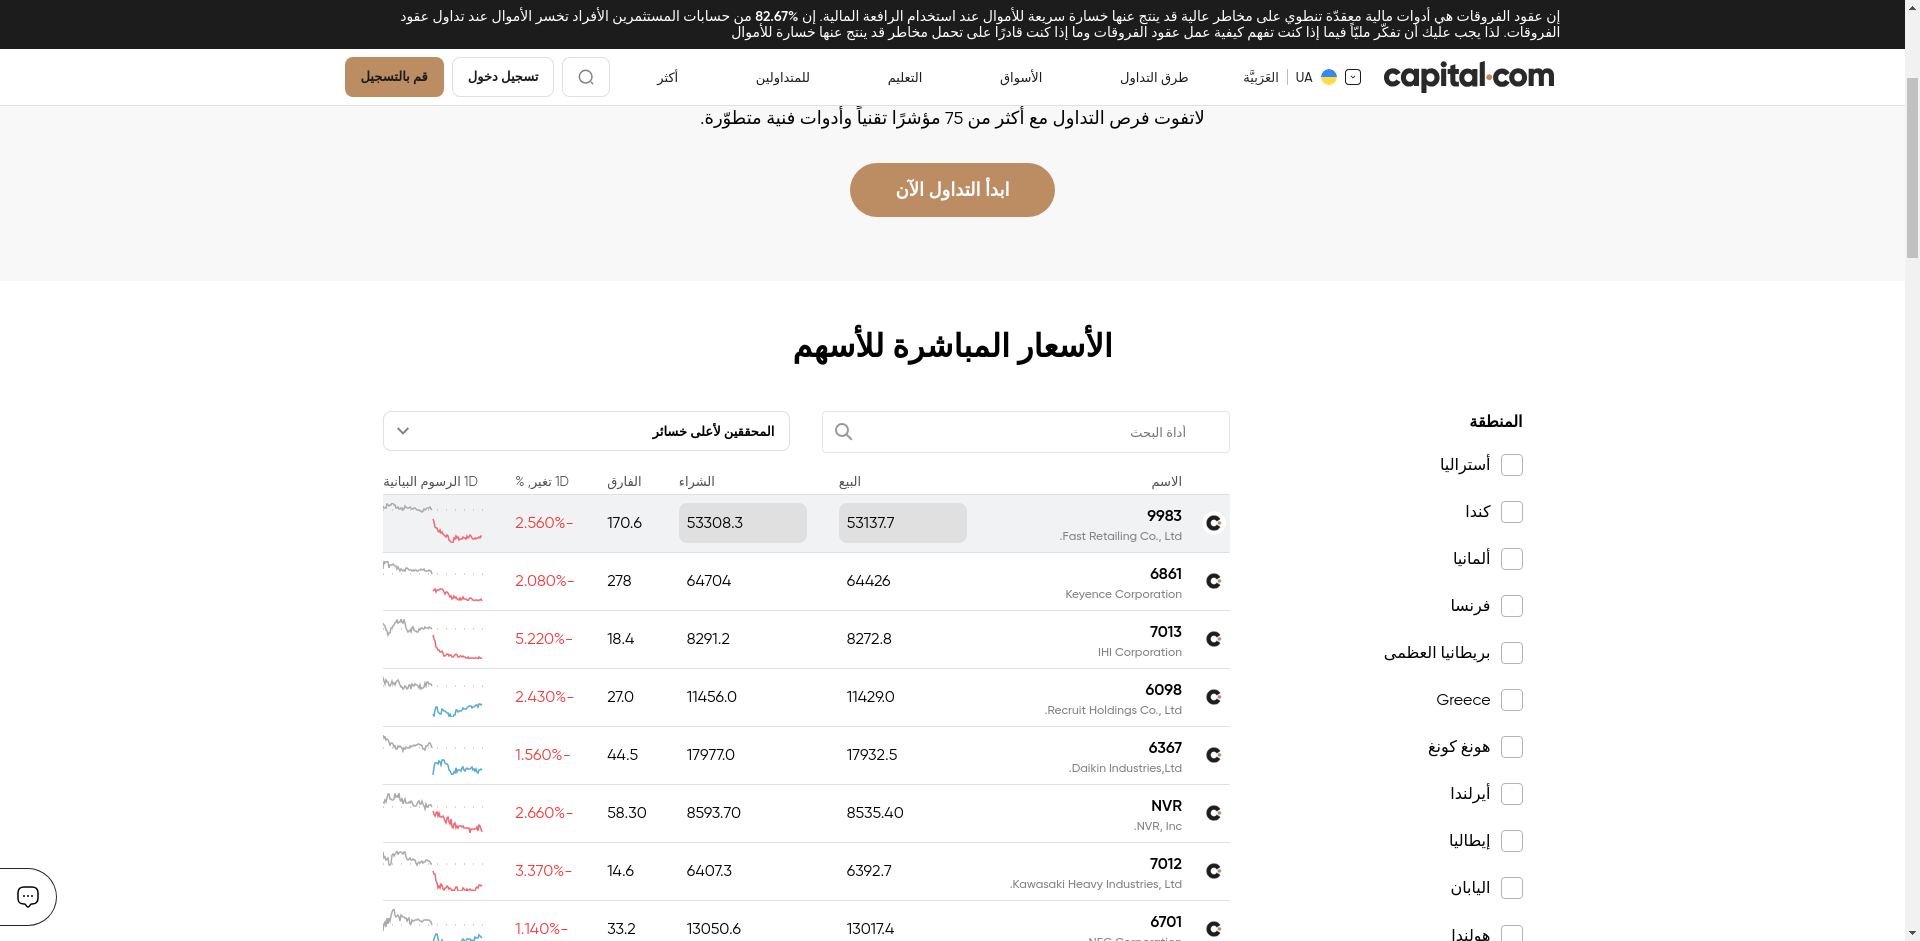 إن عقود الفروقات هي أدوات مالية معقدّة تنطوي على مخاطر عالية قد ينتج عنها خسارة سريعة للأموال عند استخدام الرافعة المالية. إن 82.67% من حسابات المستثمرين الأفراد تخسر الأموال عند تداول عقود
الفروقات. لذا يجب عليك أن تفكّر مليّاً فيما إذا كنت تفهم كيفية عمل عقود الفروقات وما إذا كنت قادرًا على تحمل مخاطر قد ينتج عنها خسارة للأموال
capital.com
UA العَرَبِيَّة
طرق التداول
الأسواق
التعليم
للمتداولين
أكثر
تسجيل دخول
قم بالتسجيل
لاتفوت فرص التداول مع أكثر من 75 مؤشرًا تقنياً وأدوات فنية متطوّرة.
ابدأ التداول الآن
الأسعار المباشرة للأسهم
المنطقة
أستراليا
كندا
ألمانيا
فرنسا
بريطانيا العظمى
Greece
هونغ كونغ
أيرلندا
إيطاليا
اليابان
هولندا
أداة البحث
المحققين لأعلى خسائر
الاسم البيع الشراء الفارق 1D تغير, % 1D الرسوم البيانية
9983 53137.7 53308.3 170.6 2.560%-
.Fast Retailing Co., Ltd
6861 64426 64704 278 2.080%-
Keyence Corporation
7013 8272.8 8291.2 18.4 5.220%-
IHI Corporation
6098 11429.0 11456.0 27.0 2.430%-
.Recruit Holdings Co., Ltd
6367 17932.5 17977.0 44.5 1.560%-
.Daikin Industries,Ltd
NVR 8535.40 8593.70 58.30 2.660%-
.NVR, Inc
7012 6392.7 6407.3 14.6 3.370%-
.Kawasaki Heavy Industries, Ltd
6701 13017.4 13050.6 33.2 1.140%-
NEC Corporation